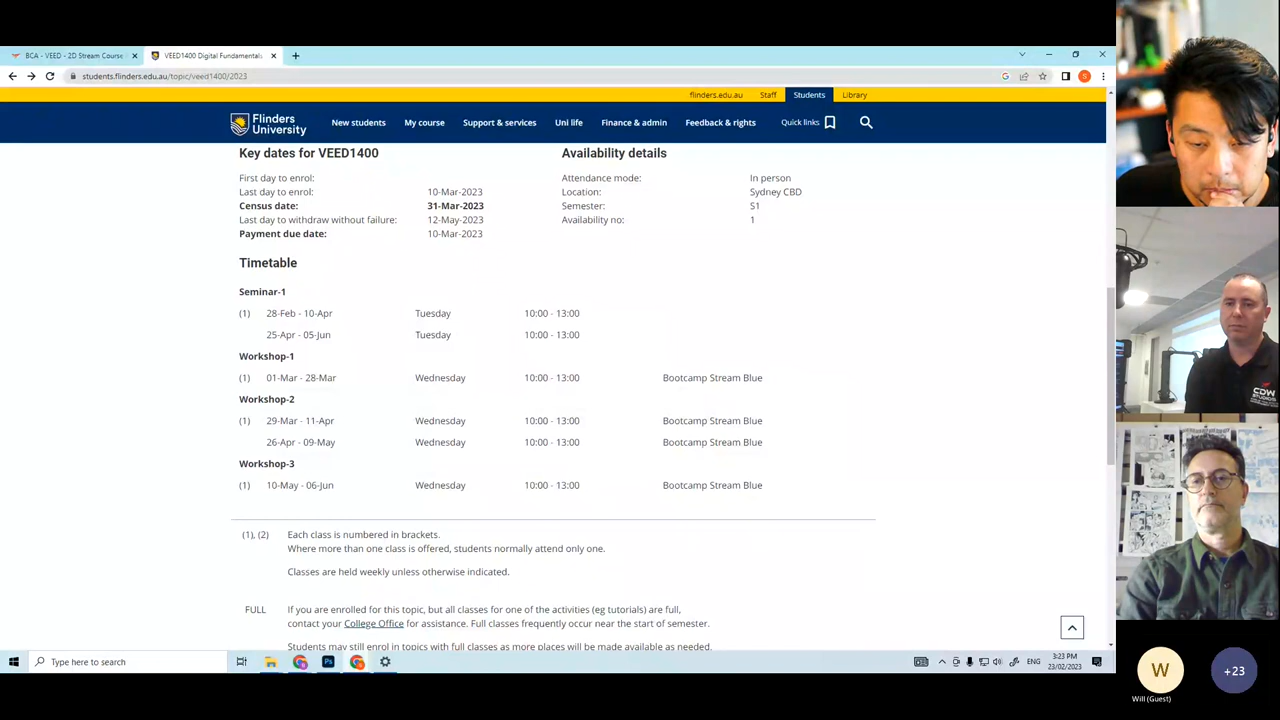 BCA - VEED - 2D Stream Course
VEED1400 Digital Fundamentals
students.flinders.edu.au/topic/veed1400/2023
flinders.edu.au Staff Students Library
Flinders University
New students My course Support & services Uni life Finance & admin Feedback & rights Quick links
Key dates for VEED1400 Availability details
First day to enrol: Attendance mode: In person
Last day to enrol: 10-Mar-2023 Location: Sydney CBD
Census date: 31-Mar-2023 Semester: S1
Last day to withdraw without failure: 12-May-2023 Availability no: 1
Payment due date: 10-Mar-2023
Timetable
Seminar-1
(1) 28-Feb - 10-Apr Tuesday 10:00 - 13:00
25-Apr - 05-Jun Tuesday 10:00 - 13:00
Workshop-1
(1) 01-Mar - 28-Mar Wednesday 10:00 - 13:00 Bootcamp Stream Blue
Workshop-2
(1) 29-Mar - 11-Apr Wednesday 10:00 - 13:00 Bootcamp Stream Blue
26-Apr - 09-May Wednesday 10:00 - 13:00 Bootcamp Stream Blue
Workshop-3
(1) 10-May - 06-Jun Wednesday 10:00 - 13:00 Bootcamp Stream Blue
(1), (2) Each class is numbered in brackets.
Where more than one class is offered, students normally attend only one.
Classes are held weekly unless otherwise indicated.
FULL If you are enrolled for this topic, but all classes for one of the activities (eg tutorials) are full,
contact your College Office for assistance. Full classes frequently occur near the start of semester.
Students may still enrol in topics with full classes as more places will be made available as needed.
Type here to search
Ps
ENG
3:23 PM
23/02/2023
CDW
STUDIOS
W
+23
Will (Guest)
S